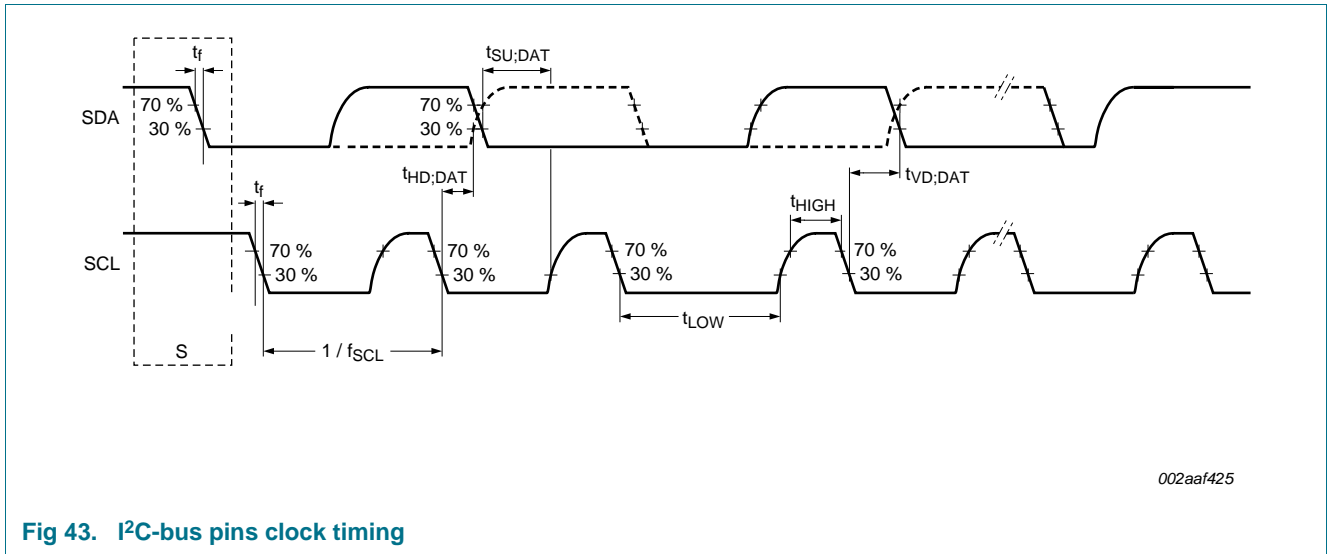 tf
tSU;DAT
SDA
70 %
30 %
70 %
30 %
tHD;DAT
tVD;DAT
tf
tHIGH
SCL
70 %
30 %
70 %
30 %
70 %
30 %
70 %
30 %
tLOW
S
1 / fSCL
002aaf425
Fig 43. I2C-bus pins clock timing